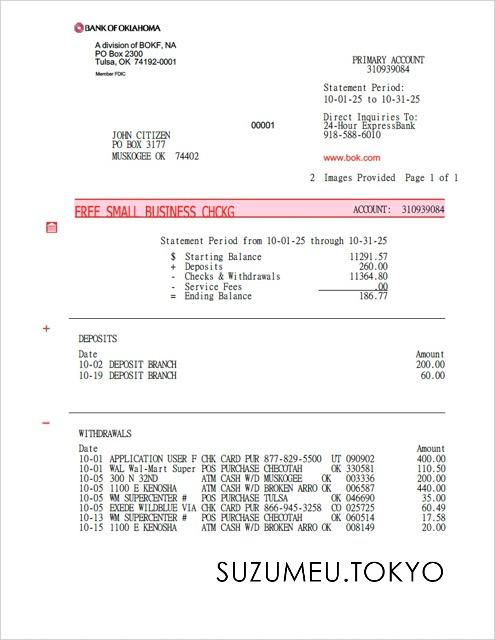 BANK OF OKLAHOMA
A division of BOKF, NA
PO Box 2300
Tulsa, OK 74192-0001
Member FDIC
PRIMARY ACCOUNT
310939084
Statement Period:
10-01-25 to 10-31-25
Direct Inquiries To:
24-Hour ExpressBank
918-588-6010
00001
JOHN CITIZEN
PO BOX 3177
MUSKOGEE OK 74402
www.bok.com
2 Images Provided Page 1 of 1
FREE SMALL BUSINESS CHCKG ACCOUNT: 310939084
Statement Period from 10-01-25 through 10-31-25
$ Starting Balance 11291.57
+ Deposits 260.00
- Checks & Withdrawals 11364.80
- Service Fees .00
= Ending Balance 186.77
+
DEPOSITS
Date Amount
10-02 DEPOSIT BRANCH 200.00
10-19 DEPOSIT BRANCH 60.00
-
WITHDRAWALS
Date Amount
10-01 APPLICATION USER F CHK CARD PUR 877-829-5500 UT 090902 400.00
10-01 WAL Wal-Mart Super POS PURCHASE CHECOTAH OK 330581 110.50
10-05 300 N 32ND ATM CASH W/D MUSKOGEE OK 003336 200.00
10-05 1100 E KENOSHA ATM CASH W/D BROKEN ARRO OK 006587 440.00
10-05 WM SUPERCENTER # POS PURCHASE TULSA OK 046690 35.00
10-05 EXEDE WILDBLUE VIA CHK CARD PUR 866-945-3258 CO 025725 60.49
10-13 WM SUPERCENTER # POS PURCHASE CHECOTAH OK 060514 17.58
10-15 1100 E KENOSHA ATM CASH W/D BROKEN ARRO OK 008149 20.00
SUZUMEU.TOKYO